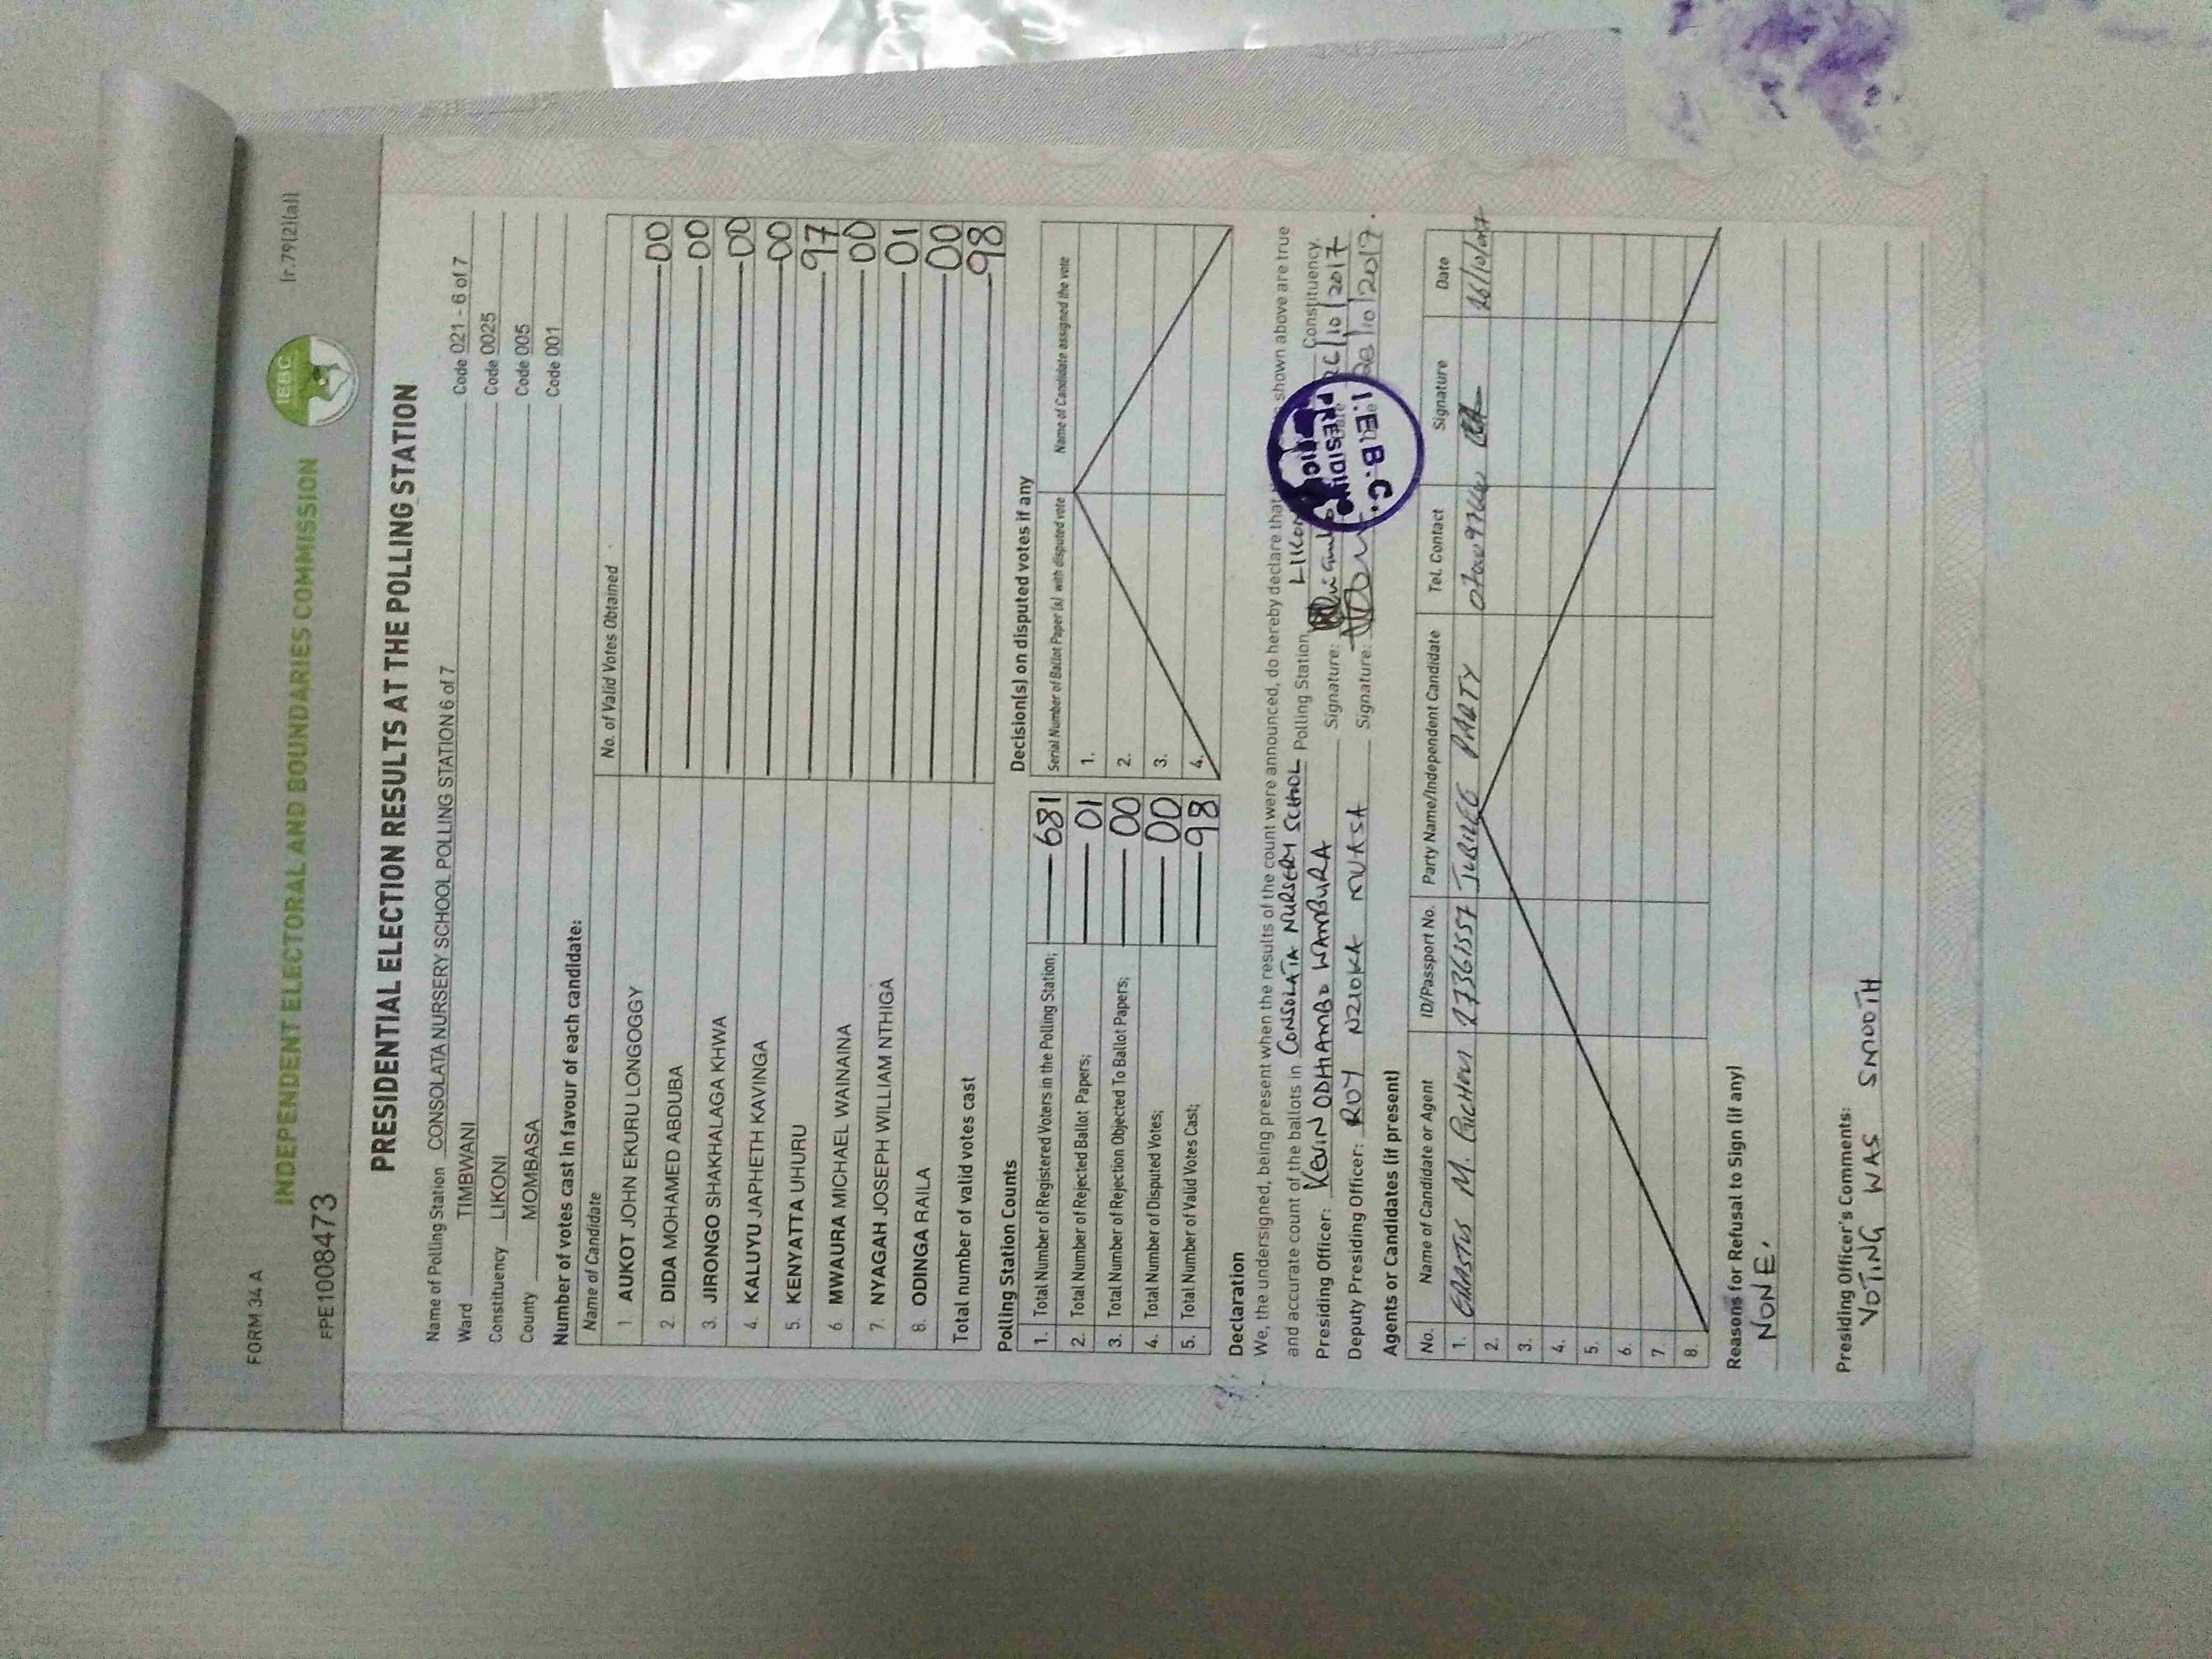 FORM 34 A
[r.79(2)(a)]
IEBC
INDEPENDENT ELECTORAL AND BOUNDARIES COMMISSION
EPE1008473
PRESIDENTIAL ELECTION RESULTS AT THE POLLING STATION
Name of Polling Station CONSOLATA NURSERY SCHOOL POLLING STATION 6 of 7 Code 021 - 6 of 7
Ward TIMBWANI Code 0025
Constituency LIKONI Code 005
County MOMBASA Code 001
Number of votes cast in favour of each candidate:
Name of Candidate No. of Valid Votes Obtained
1. AUKOT JOHN EKURU LONGOGGY 00
2. DIDA MOHAMED ABDUBA 00
3. JIRONGO SHAKHALAGA KHWA 00
4. KALUYU JAPHETH KAVINGA 00
5. KENYATTA UHURU 97
6. MWAURA MICHAEL WAINAINA 00
7. NYAGAH JOSEPH WILLIAM NTHIGA 01
8. ODINGA RAILA 00
Total number of valid votes cast 98
Polling Station Counts
1. Total Number of Registered Voters in the Polling Station; 681
2. Total Number of Rejected Ballot Papers; 01
3. Total Number of Rejection Objected To Ballot Papers; 00
4. Total Number of Disputed Votes; 00
5. Total Number of Valid Votes Cast; 98
Decision(s) on disputed votes if any
Serial Number of Ballot Paper (s) with disputed vote Name of Candidate assigned the vote
1.
2.
3.
4.
Declaration
We, the undersigned, being present when the results of the count were announced, do hereby declare that shown above are true
and accurate count of the ballots in CONSOLATA NURSERY SCHOOL Polling Station, Constituency.
Presiding Officer: KEVIN ODHIAMBO WAMBURA Signature: 26/10/2017
Deputy Presiding Officer: ROY NZIOKA MUASA Signature: 26/10/2017.
I.E.B.C.
PRESIDING
Agents or Candidates (if present)
No. Name of Candidate or Agent ID/Passport No. Party Name/Independent Candidate Tel. Contact Signature Date
1. ERASTUS M. 27361557 JUBILEE PARTY 26/10/2017
2.
3.
4.
5.
6.
7.
8.
Reasons for Refusal to Sign (if any)
NONE.
Presiding Officer's Comments:
VOTING WAS SMOOTH